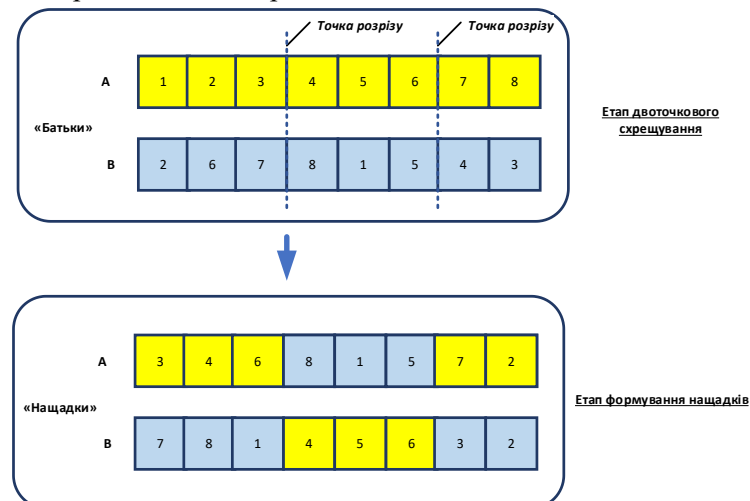 Точка розрізу Точка розрізу
А 1 2 3 4 5 6 7 8
«Батьки»
В 2 6 7 8 1 5 4 3
Етап двоточкового
схрещування
А 3 4 6 8 1 5 7 2
«Нащадки»
В 7 8 1 4 5 6 3 2
Етап формування нащадків